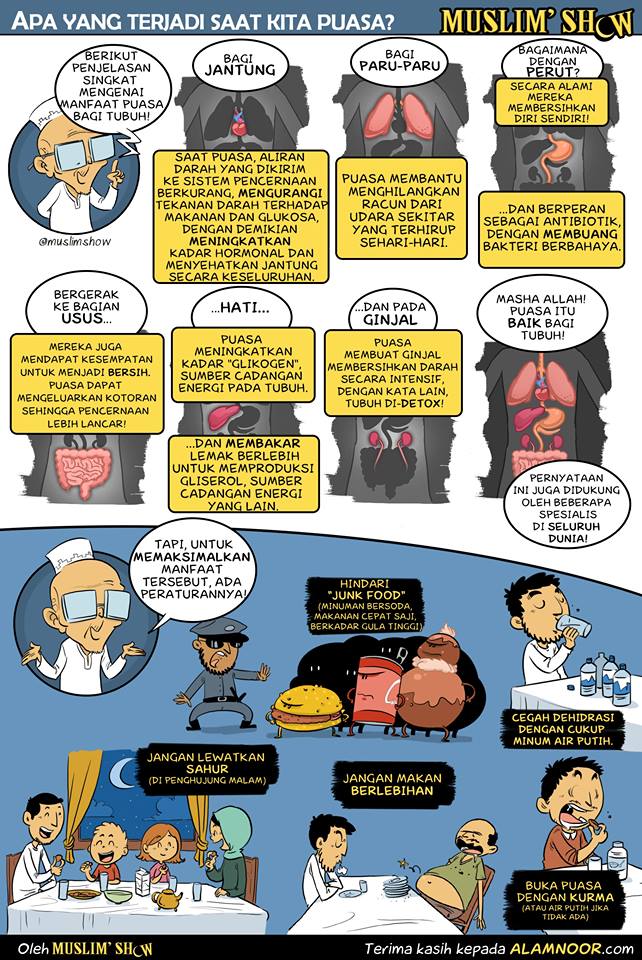 APA YANG TERJADI SAAT KITA PUASA?
MUSLIM' SHOW
BERIKUT
PENJELASAN
SINGKAT
MENGENAI
MANFAAT PUASA
BAGI TUBUH!
@muslimshow
BAGI
JANTUNG
SAAT PUASA, ALIRAN
DARAH YANG DIKIRIM
KE SISTEM PENCERNAAN
BERKURANG, MENGURANGI
TEKANAN DARAH TERHADAP
MAKANAN DAN GLUKOSA,
DENGAN DEMIKIAN
MENINGKATKAN
KADAR HORMONAL DAN
MENYEHATKAN JANTUNG
SECARA KESELURUHAN.
BAGI
PARU-PARU
PUASA MEMBANTU
MENGHILANGKAN
RACUN DARI
UDARA SEKITAR
YANG TERHIRUP
SEHARI-HARI.
BAGAIMANA
DENGAN
PERUT?
SECARA ALAMI
MEREKA
MEMBERSIHKAN
DIRI SENDIRI!
...DAN BERPERAN
SEBAGAI ANTIBIOTIK,
DENGAN MEMBUANG
BAKTERI BERBAHAYA.
BERGERAK
KE BAGIAN
USUS...
MEREKA JUGA
MENDAPAT KESEMPATAN
UNTUK MENJADI BERSIH.
PUASA DAPAT
MENGELUARKAN KOTORAN
SEHINGGA PENCERNAAN
LEBIH LANCAR!
...HATI...
PUASA
MENINGKATKAN
KADAR "GLIKOGEN",
SUMBER CADANGAN
ENERGI PADA TUBUH.
...DAN MEMBAKAR
LEMAK BERLEBIH
UNTUK MEMPRODUKSI
GLISEROL, SUMBER
CADANGAN ENERGI
YANG LAIN.
...DAN PADA
GINJAL
PUASA
MEMBUAT GINJAL
MEMBERSIHKAN DARAH
SECARA INTENSIF,
DENGAN KATA LAIN,
TUBUH DI-DETOX!
MASHA ALLAH!
PUASA ITU
BAIK BAGI
TUBUH!
PERNYATAAN
INI JUGA DIDUKUNG
OLEH BEBERAPA
SPESIALIS
DI SELURUH
DUNIA!
TAPI, UNTUK
MEMAKSIMALKAN
MANFAAT
TERSEBUT, ADA
PERATURANNYA!
HINDARI
"JUNK FOOD"
(MINUMAN BERSODA,
MAKANAN CEPAT SAJI,
BERKADAR GULA TINGGI)
CEGAH DEHIDRASI
DENGAN CUKUP
MINUM AIR PUTIH.
JANGAN LEWATKAN
SAHUR
(DI PENGHUJUNG MALAM)
JANGAN MAKAN
BERLEBIHAN
BUKA PUASA
DENGAN KURMA
(ATAU AIR PUTIH JIKA
TIDAK ADA)
Oleh MUSLIM' SHOW
Terima kasih kepada ALAMNOOR.com